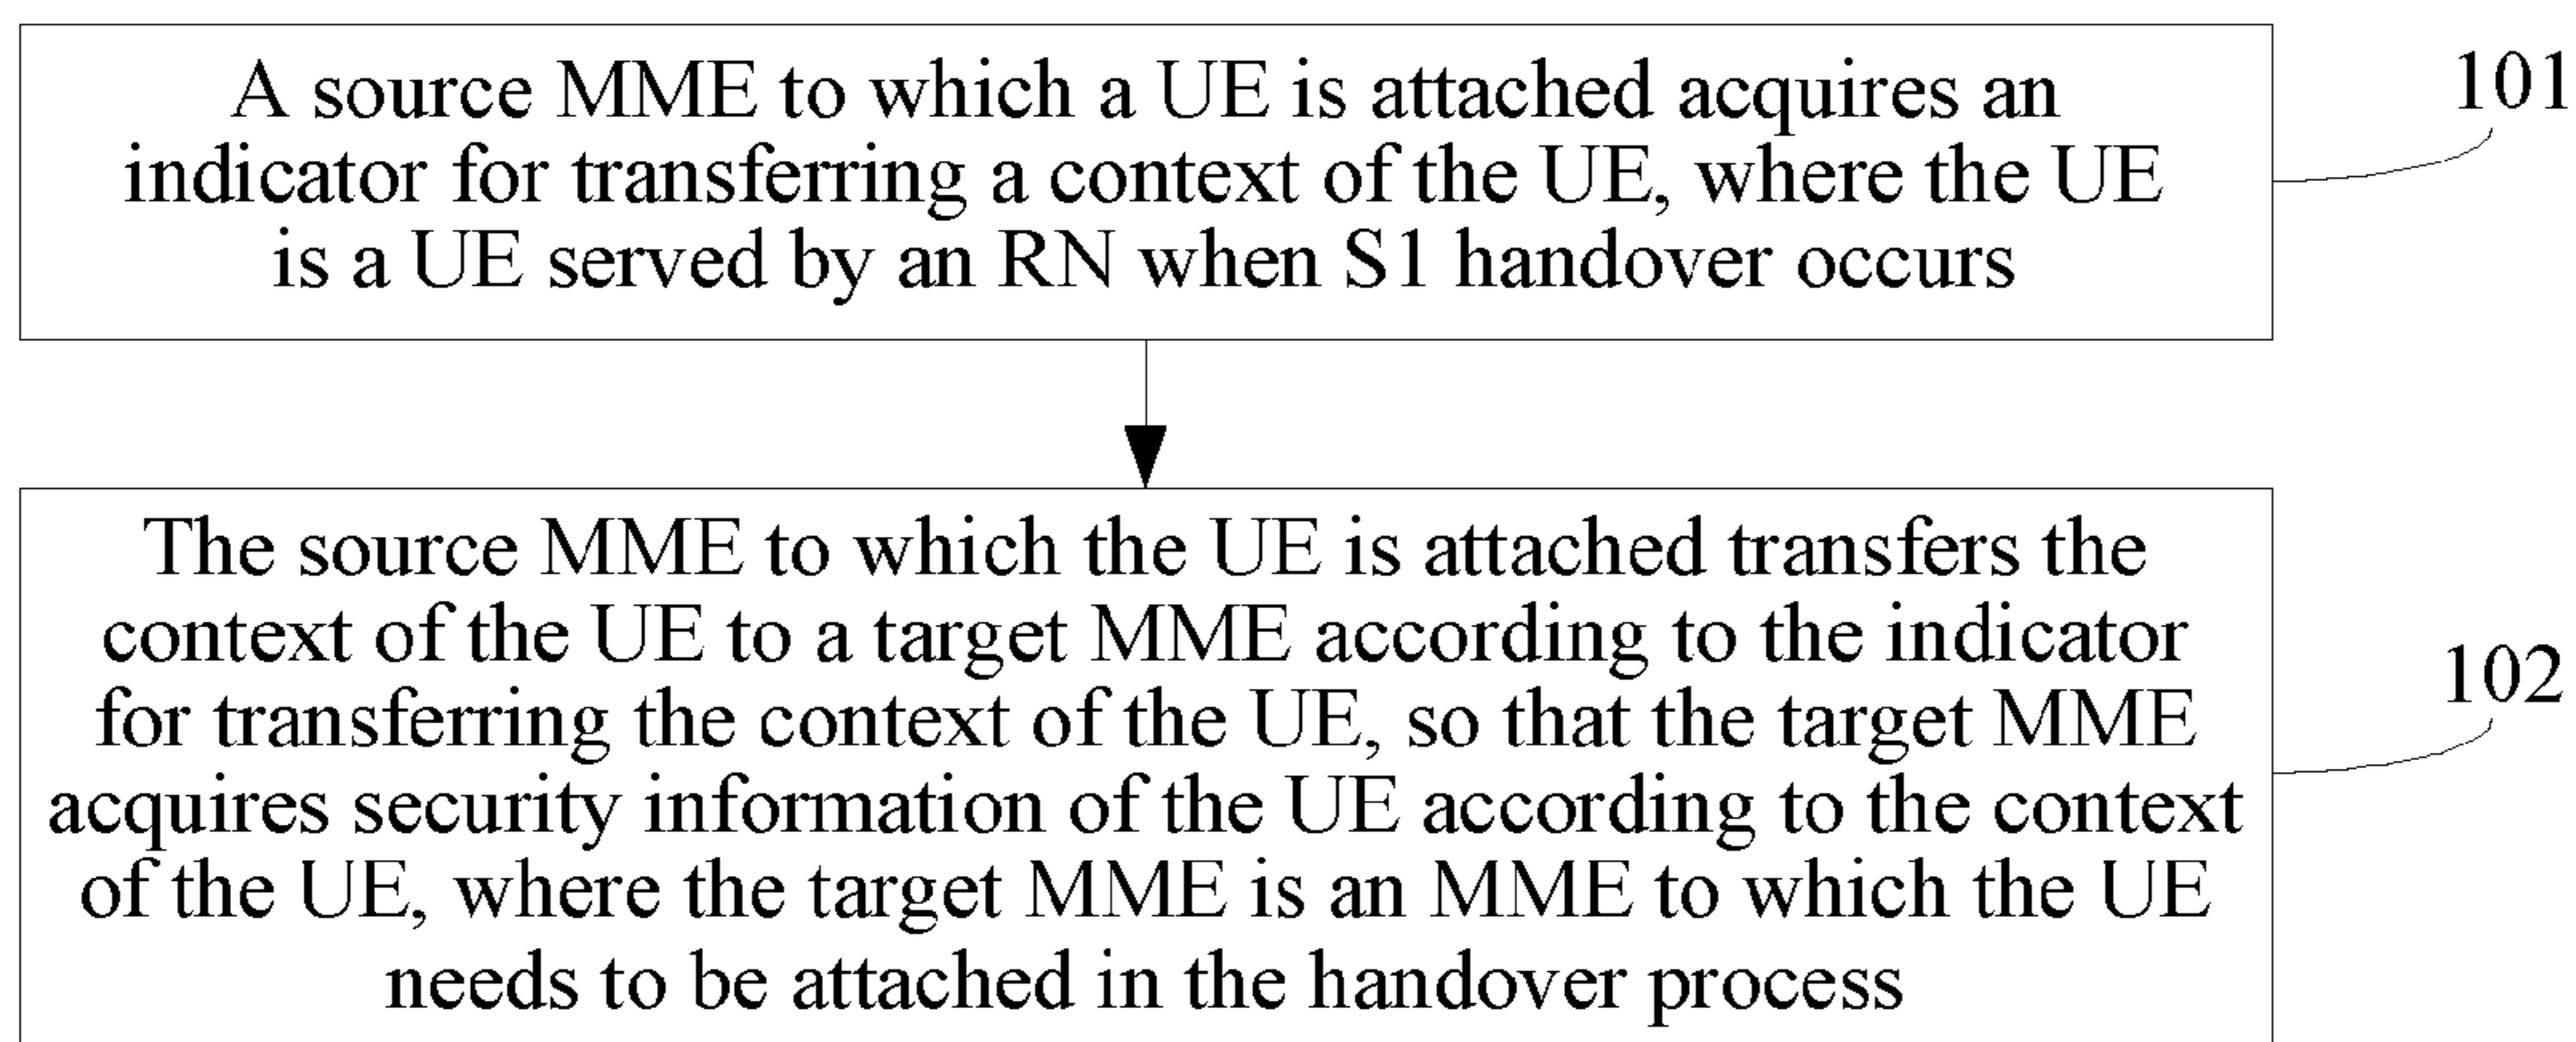 A source MME to which a UE is attached acquires an
indicator for transferring a context of the UE, where the UE
is a UE served by an RN when S1 handover occurs
101
The source MME to which the UE is attached transfers the
context of the UE to a target MME according to the indicator
for transferring the context of the UE, so that the target MME
acquires security information of the UE according to the context
of the UE, where the target MME is an MME to which the UE
needs to be attached in the handover process
102